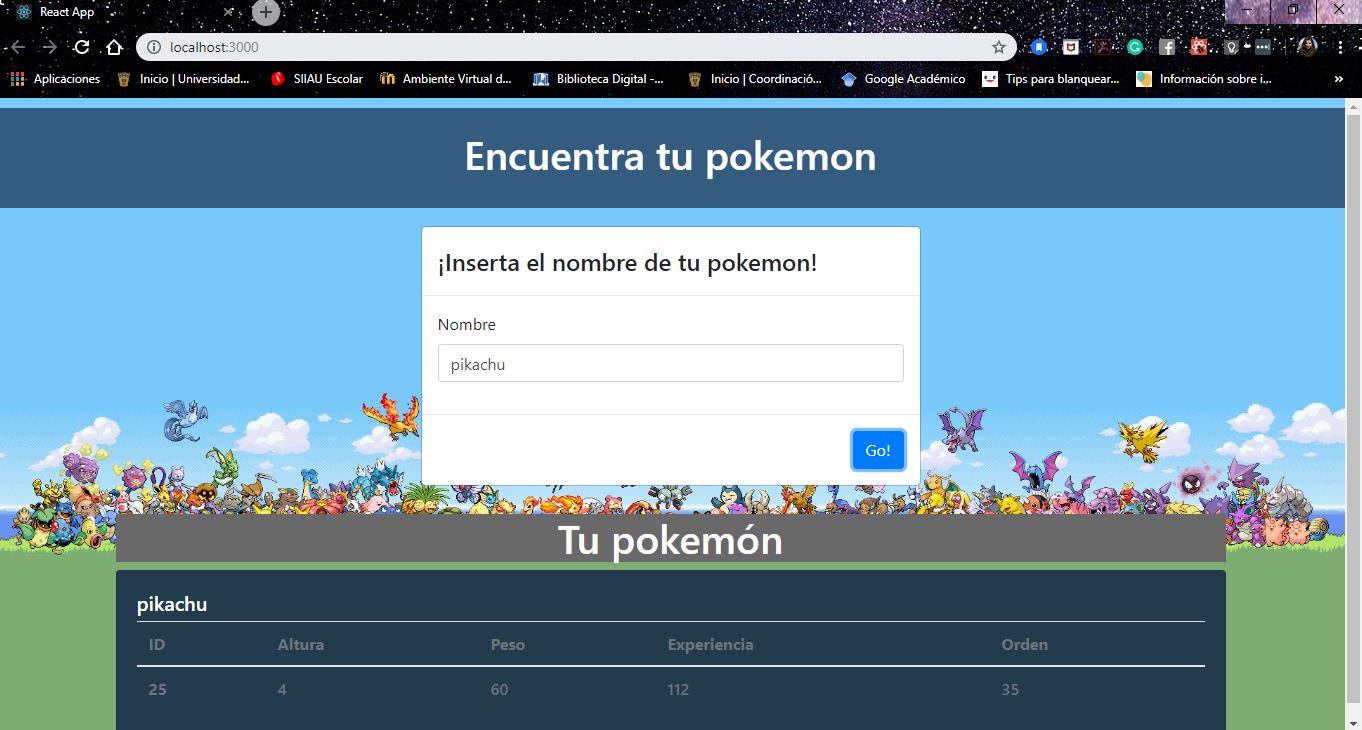 React App
localhost:3000
Aplicaciones Inicio | Universidad... SIIAU Escolar Ambiente Virtual d... Biblioteca Digital -... Inicio | Coordinació... Google Académico Tips para blanquear... Información sobre i... »
Encuentra tu pokemon
¡Inserta el nombre de tu pokemon!
Nombre
pikachu
Go!
Tu pokemón
pikachu
ID Altura Peso Experiencia Orden
25 4 60 112 35